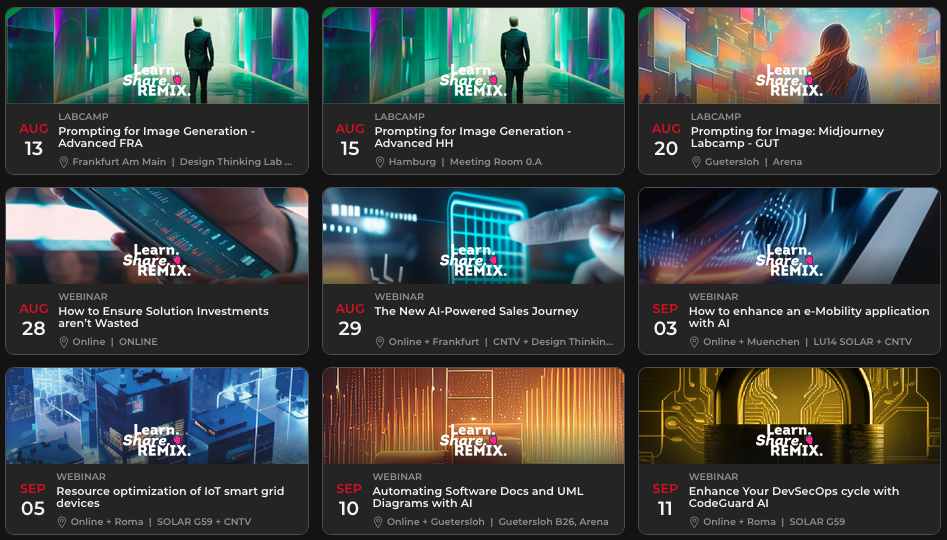 Learn.
Share.
REMIX.
AUG
13
LABCAMP
Prompting for Image Generation -
Advanced FRA
Frankfurt Am Main | Design Thinking Lab ...
Learn.
Share.
REMIX.
AUG
15
LABCAMP
Prompting for Image Generation -
Advanced HH
Hamburg | Meeting Room 0.A
Learn.
Share.
REMIX.
AUG
20
LABCAMP
Prompting for Image: Midjourney
Labcamp - GUT
Guetersloh | Arena
Learn.
Share.
REMIX.
AUG
28
WEBINAR
How to Ensure Solution Investments
aren't Wasted
Online | ONLINE
Learn.
Share.
REMIX.
AUG
29
WEBINAR
The New AI-Powered Sales Journey
Online + Frankfurt | CNTV + Design Thinkin...
Learn.
Share.
REMIX.
SEP
03
WEBINAR
How to enhance an e-Mobility application
with AI
Online + Muenchen | LU14 SOLAR + CNTV
Learn.
Share.
REMIX.
SEP
05
WEBINAR
Resource optimization of IoT smart grid
devices
Online + Roma | SOLAR G59 + CNTV
Learn.
Share.
REMIX.
SEP
10
WEBINAR
Automating Software Docs and UML
Diagrams with AI
Online + Guetersloh | Guetersloh B26, Arena
Learn.
Share.
REMIX.
SEP
11
WEBINAR
Enhance Your DevSecOps cycle with
CodeGuard AI
Online + Roma | SOLAR G59